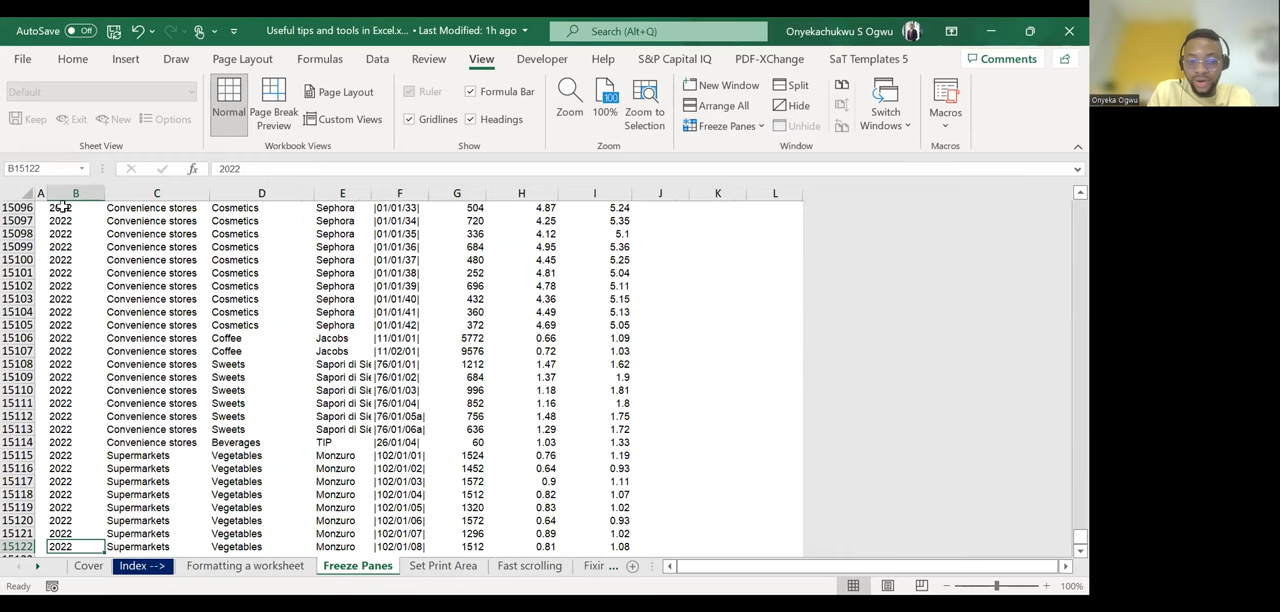 AutoSave Off Useful tips and tools in Excel.x... • Last Modified: 1h ago Search (Alt+Q) Onyekachukwu S Ogwu
File Home Insert Draw Page Layout Formulas Data Review View Developer Help S&P Capital IQ PDF-XChange SaT Templates 5 Comments
Default
Keep Exit New Options
Sheet View
Normal
Page Break Preview
Page Layout
Custom Views
Workbook Views
Ruler Formula Bar
Gridlines Headings
Show
Zoom
100
100%
Zoom to Selection
Zoom
New Window
Arrange All
Freeze Panes
Split
Hide
Unhide
Switch Windows
Window
Macros
Macros
Onyeka Ogwu
B15122 fx 2022
A B C D E F G H I J K L
15096 2022 Convenience stores Cosmetics Sephora |01/01/33| 504 4.87 5.24
15097 2022 Convenience stores Cosmetics Sephora |01/01/34| 720 4.25 5.35
15098 2022 Convenience stores Cosmetics Sephora |01/01/35| 336 4.12 5.1
15099 2022 Convenience stores Cosmetics Sephora |01/01/36| 684 4.95 5.36
15100 2022 Convenience stores Cosmetics Sephora |01/01/37| 480 4.45 5.25
15101 2022 Convenience stores Cosmetics Sephora |01/01/38| 252 4.81 5.04
15102 2022 Convenience stores Cosmetics Sephora |01/01/39| 696 4.78 5.11
15103 2022 Convenience stores Cosmetics Sephora |01/01/40| 432 4.36 5.15
15104 2022 Convenience stores Cosmetics Sephora |01/01/41| 360 4.49 5.13
15105 2022 Convenience stores Cosmetics Sephora |01/01/42| 372 4.69 5.05
15106 2022 Convenience stores Coffee Jacobs |11/01/01| 5772 0.66 1.09
15107 2022 Convenience stores Coffee Jacobs |11/02/01| 9576 0.72 1.03
15108 2022 Convenience stores Sweets Sapori di Sie |76/01/01| 1212 1.47 1.62
15109 2022 Convenience stores Sweets Sapori di Sie |76/01/02| 684 1.37 1.9
15110 2022 Convenience stores Sweets Sapori di Sie |76/01/03| 996 1.18 1.81
15111 2022 Convenience stores Sweets Sapori di Sie |76/01/04| 852 1.16 1.8
15112 2022 Convenience stores Sweets Sapori di Sie |76/01/05a| 756 1.48 1.75
15113 2022 Convenience stores Sweets Sapori di Sie |76/01/06a| 636 1.29 1.72
15114 2022 Convenience stores Beverages TIP |26/01/04| 60 1.03 1.33
15115 2022 Supermarkets Vegetables Monzuro |102/01/01| 1524 0.76 1.19
15116 2022 Supermarkets Vegetables Monzuro |102/01/02| 1452 0.64 0.93
15117 2022 Supermarkets Vegetables Monzuro |102/01/03| 1572 0.9 1.11
15118 2022 Supermarkets Vegetables Monzuro |102/01/04| 1512 0.82 1.07
15119 2022 Supermarkets Vegetables Monzuro |102/01/05| 1320 0.83 1.02
15120 2022 Supermarkets Vegetables Monzuro |102/01/06| 1572 0.64 0.93
15121 2022 Supermarkets Vegetables Monzuro |102/01/07| 1296 0.89 1.02
15122 2022 Supermarkets Vegetables Monzuro |102/01/08| 1512 0.81 1.08
Cover Index --> Formatting a worksheet Freeze Panes Set Print Area Fast scrolling Fixir ...
Ready 100%